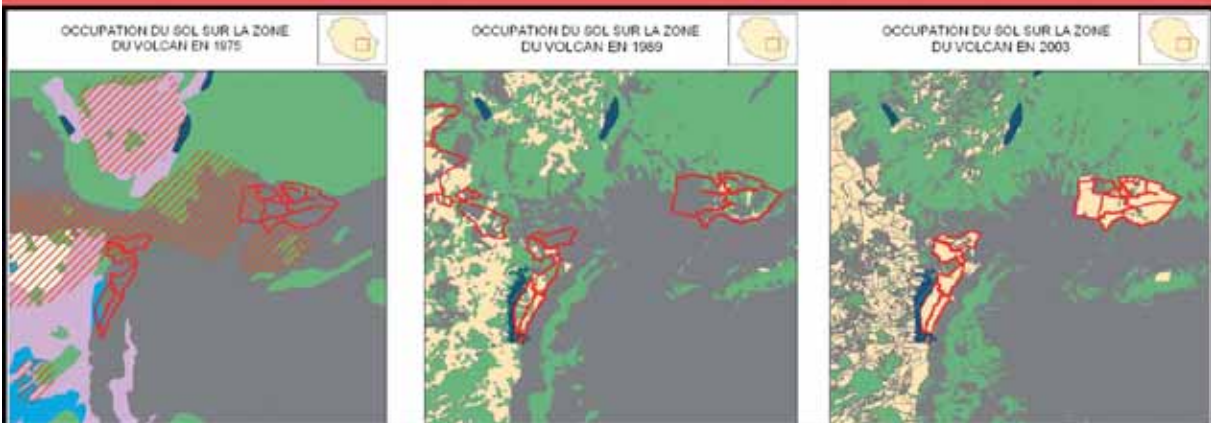 OCCUPATION DU SOL SUR LA ZONE
DU VOLCAN EN 1975
OCCUPATION DU SOL SUR LA ZONE
DU VOLCAN EN 1989
OCCUPATION DU SOL SUR LA ZONE
DU VOLCAN EN 2003